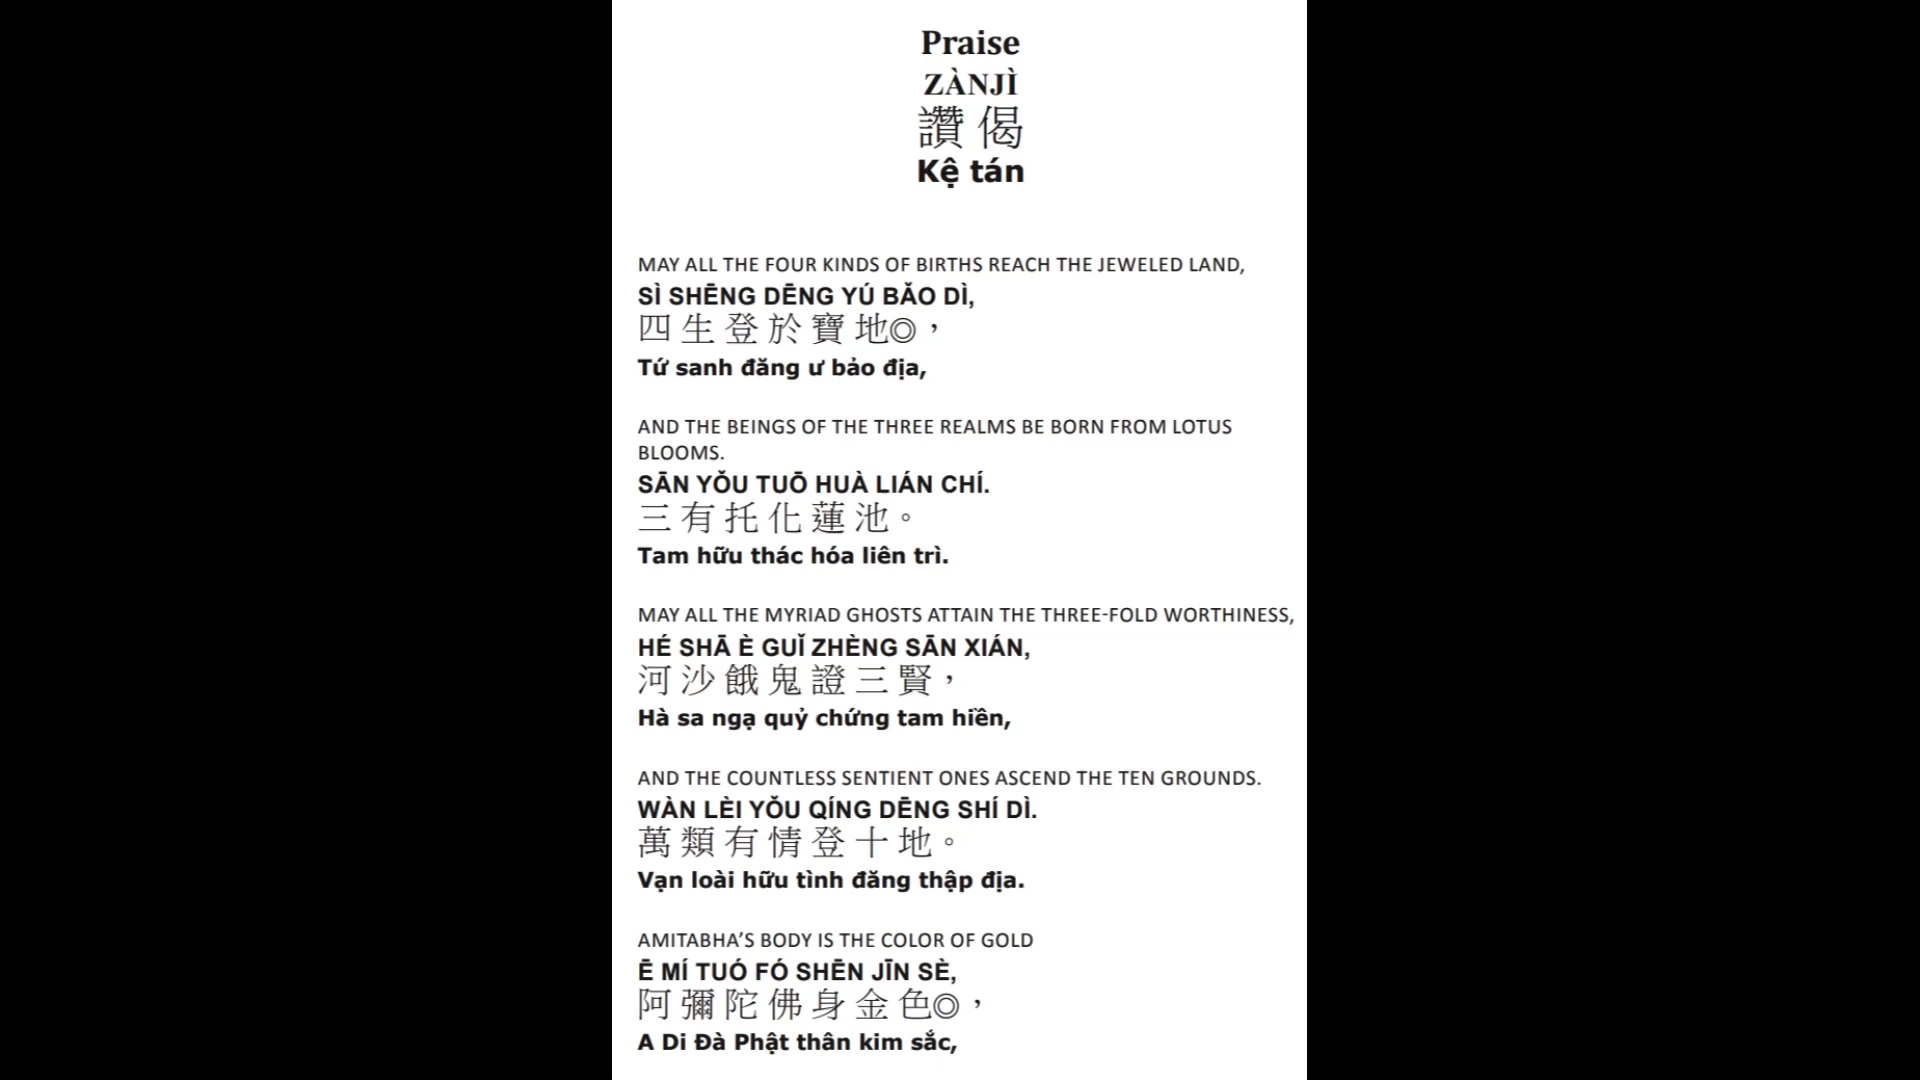 Praise
ZÀNJÌ
讚 偈
Kệ tán
MAY ALL THE FOUR KINDS OF BIRTHS REACH THE JEWELED LAND,
SÌ SHĒNG DĒNG YÚ BǍO DÌ,
四 生 登 於 寶 地◎，
Tứ sanh đăng ư bảo địa,
AND THE BEINGS OF THE THREE REALMS BE BORN FROM LOTUS
BLOOMS.
SĀN YǑU TUŌ HUÀ LIÁN CHÍ.
三 有 托 化 蓮 池。
Tam hữu thác hóa liên trì.
MAY ALL THE MYRIAD GHOSTS ATTAIN THE THREE-FOLD WORTHINESS,
HÉ SHĀ È GUǏ ZHÈNG SĀN XIÁN,
河 沙 餓 鬼 證 三 賢，
Hà sa ngạ quỷ chứng tam hiền,
AND THE COUNTLESS SENTIENT ONES ASCEND THE TEN GROUNDS.
WÀN LÈI YǑU QÍNG DĒNG SHÍ DÌ.
萬 類 有 情 登 十 地。
Vạn loài hữu tình đăng thập địa.
AMITABHA’S BODY IS THE COLOR OF GOLD
Ē MÍ TUÓ FÓ SHĒN JĪN SÈ,
阿 彌 陀 佛 身 金 色◎，
A Di Đà Phật thân kim sắc,